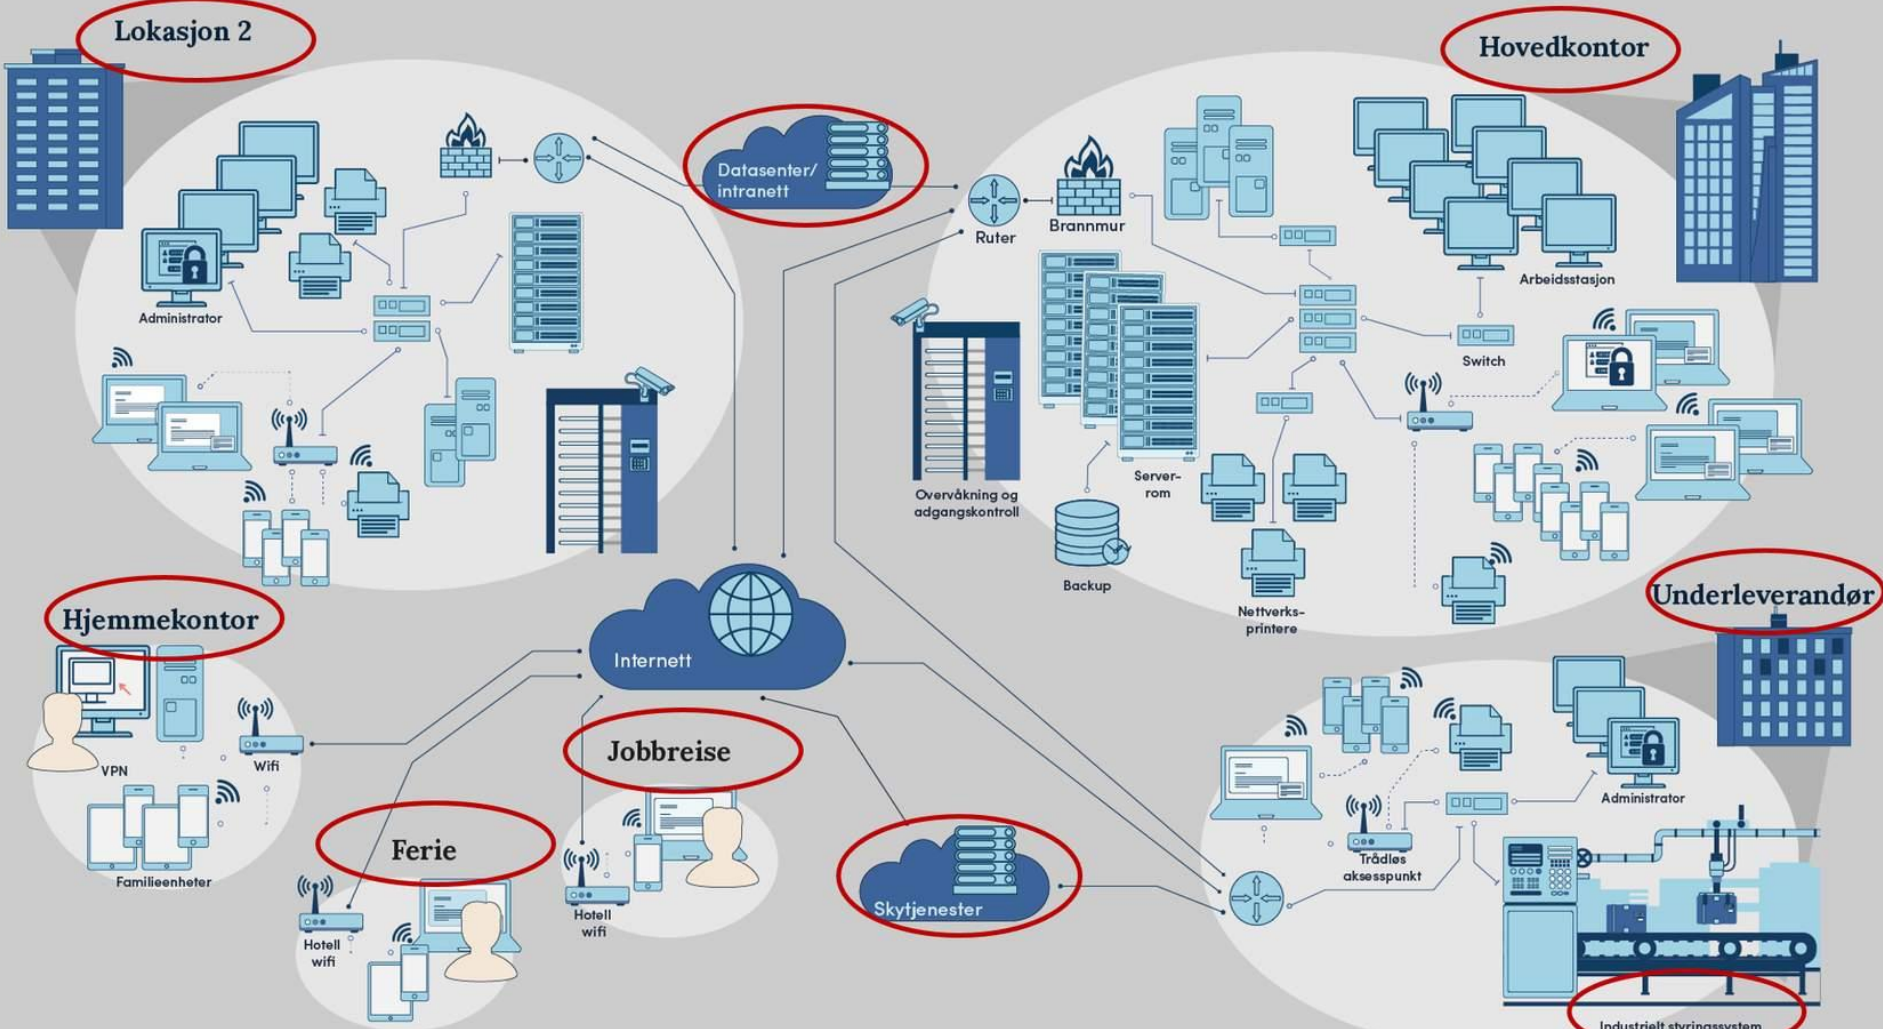 Lokasjon 2
Hovedkontor
Datasenter/
intranett
Ruter
Brannmur
Arbeidsstasjon
Administrator
Switch
Overvåkning og
adgangskontroll
Server-
rom
Backup
Nettverks-
printere
Hjemmekontor
Underleverandør
Internett
VPN
Wifi
Jobbreise
Familieenheter
Ferie
Administrator
Trådløs
aksesspunkt
Hotell
wifi
Skytjenester
Hotell
wifi
Industrielt styringssystem